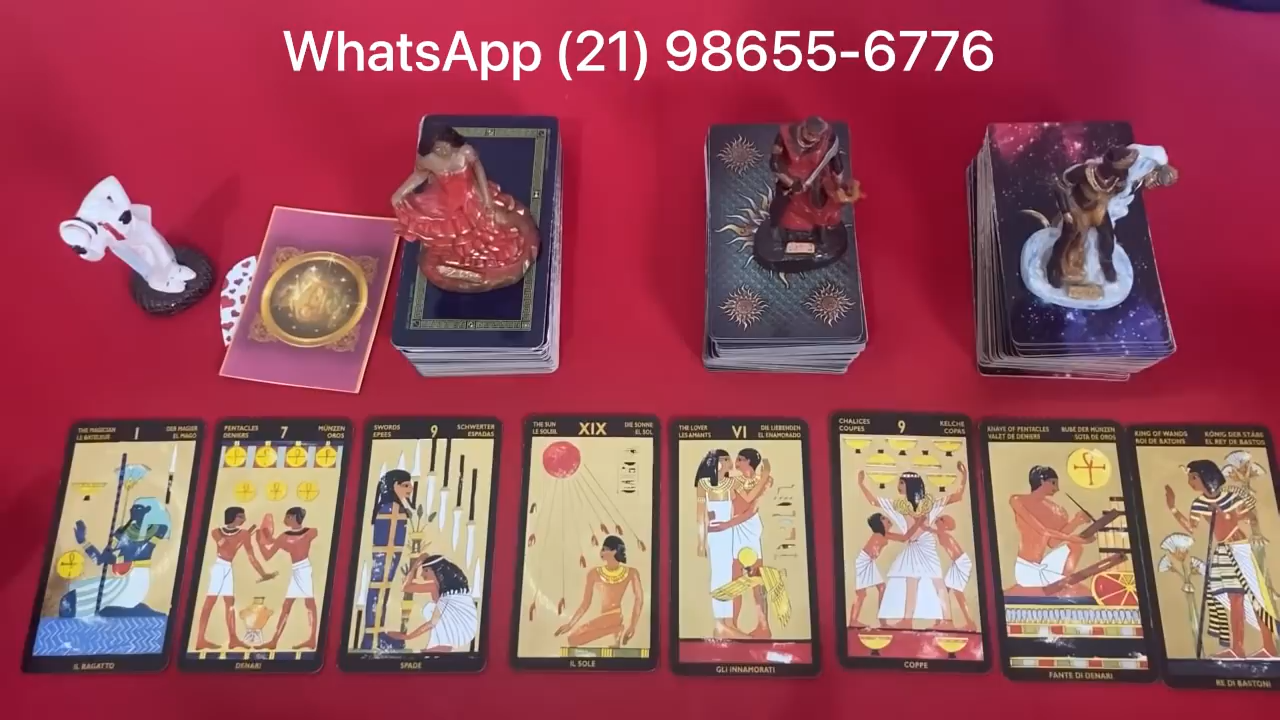 WhatsApp (21) 98655-6776
THE MAGICIAN
LE BATELEUR
I
DER MAGIER
EL MAGO
IL BAGATTO
PENTACLES
DENIERS
7
MÜNZEN
OROS
DENARI
SWORDS
EPEES
9
SCHWERTER
ESPADAS
SPADE
THE SUN
LE SOLEIL
XIX
DIE SONNE
EL SOL
IL SOLE
THE LOVER
LES AMANTS
VI
DIE LIEBENDEN
EL ENAMORADO
GLI INNAMORATI
CHALICES
COUPES
9
KELCHE
COPAS
COPPE
KNAVE OF PENTACLES
VALET DE DENIERS
BUBE DER MÜNZEN
SOTA DE OROS
FANTE DI DENARI
KING OF WANDS
ROI DE BATONS
KÖNIG DER STÄBE
EL REY DE BASTOS
RE DI BASTONI